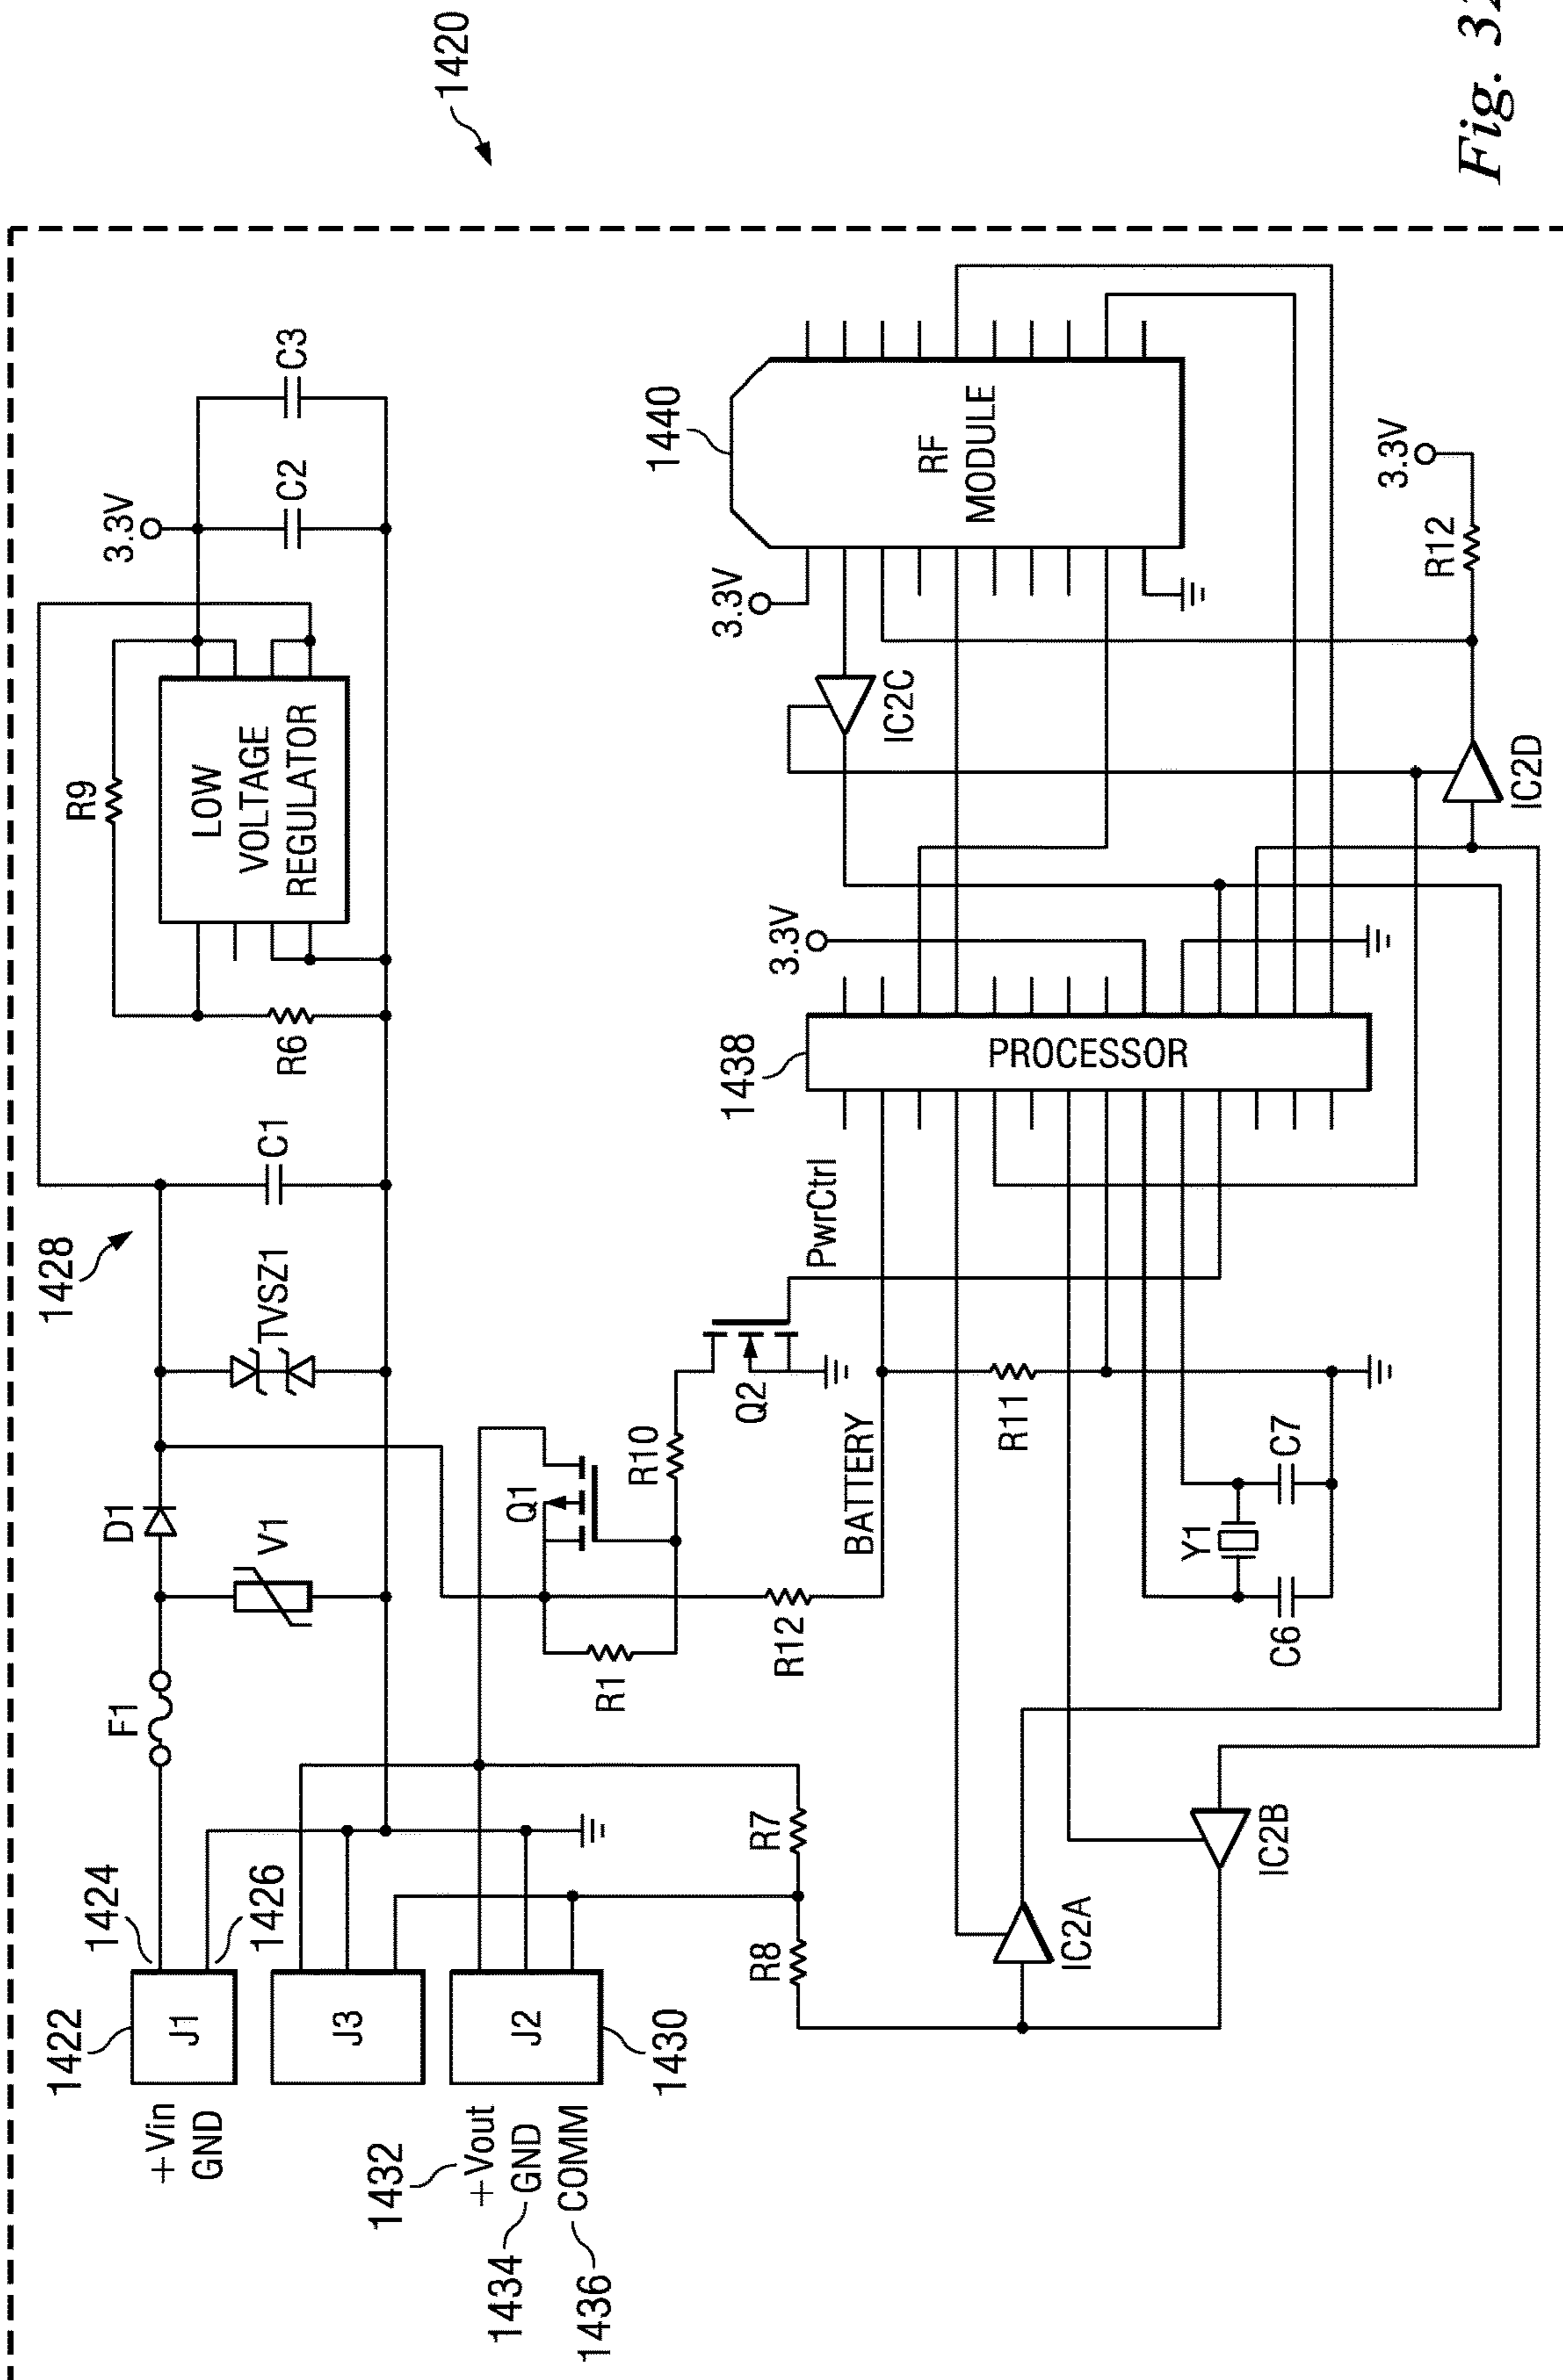 1420
Fig. 32
1428
3.3V
R9
LOW
VOLTAGE
REGULATOR
C2
C3
R6
C1
TVSZ1
D1
V1
F1
1424
1426
1422
J1
+Vin
GND
J3
J2
1430
1432
+Vout
1434
GND
1436
COMM
Q1
R1
R10
Q2
PwrCtrl
R12
BATTERY
R11
R7
R8
Y1
C6
C7
IC2A
IC2B
1438
PROCESSOR
3.3V
3.3V
IC2C
1440
RF
MODULE
IC2D
R12
3.3V